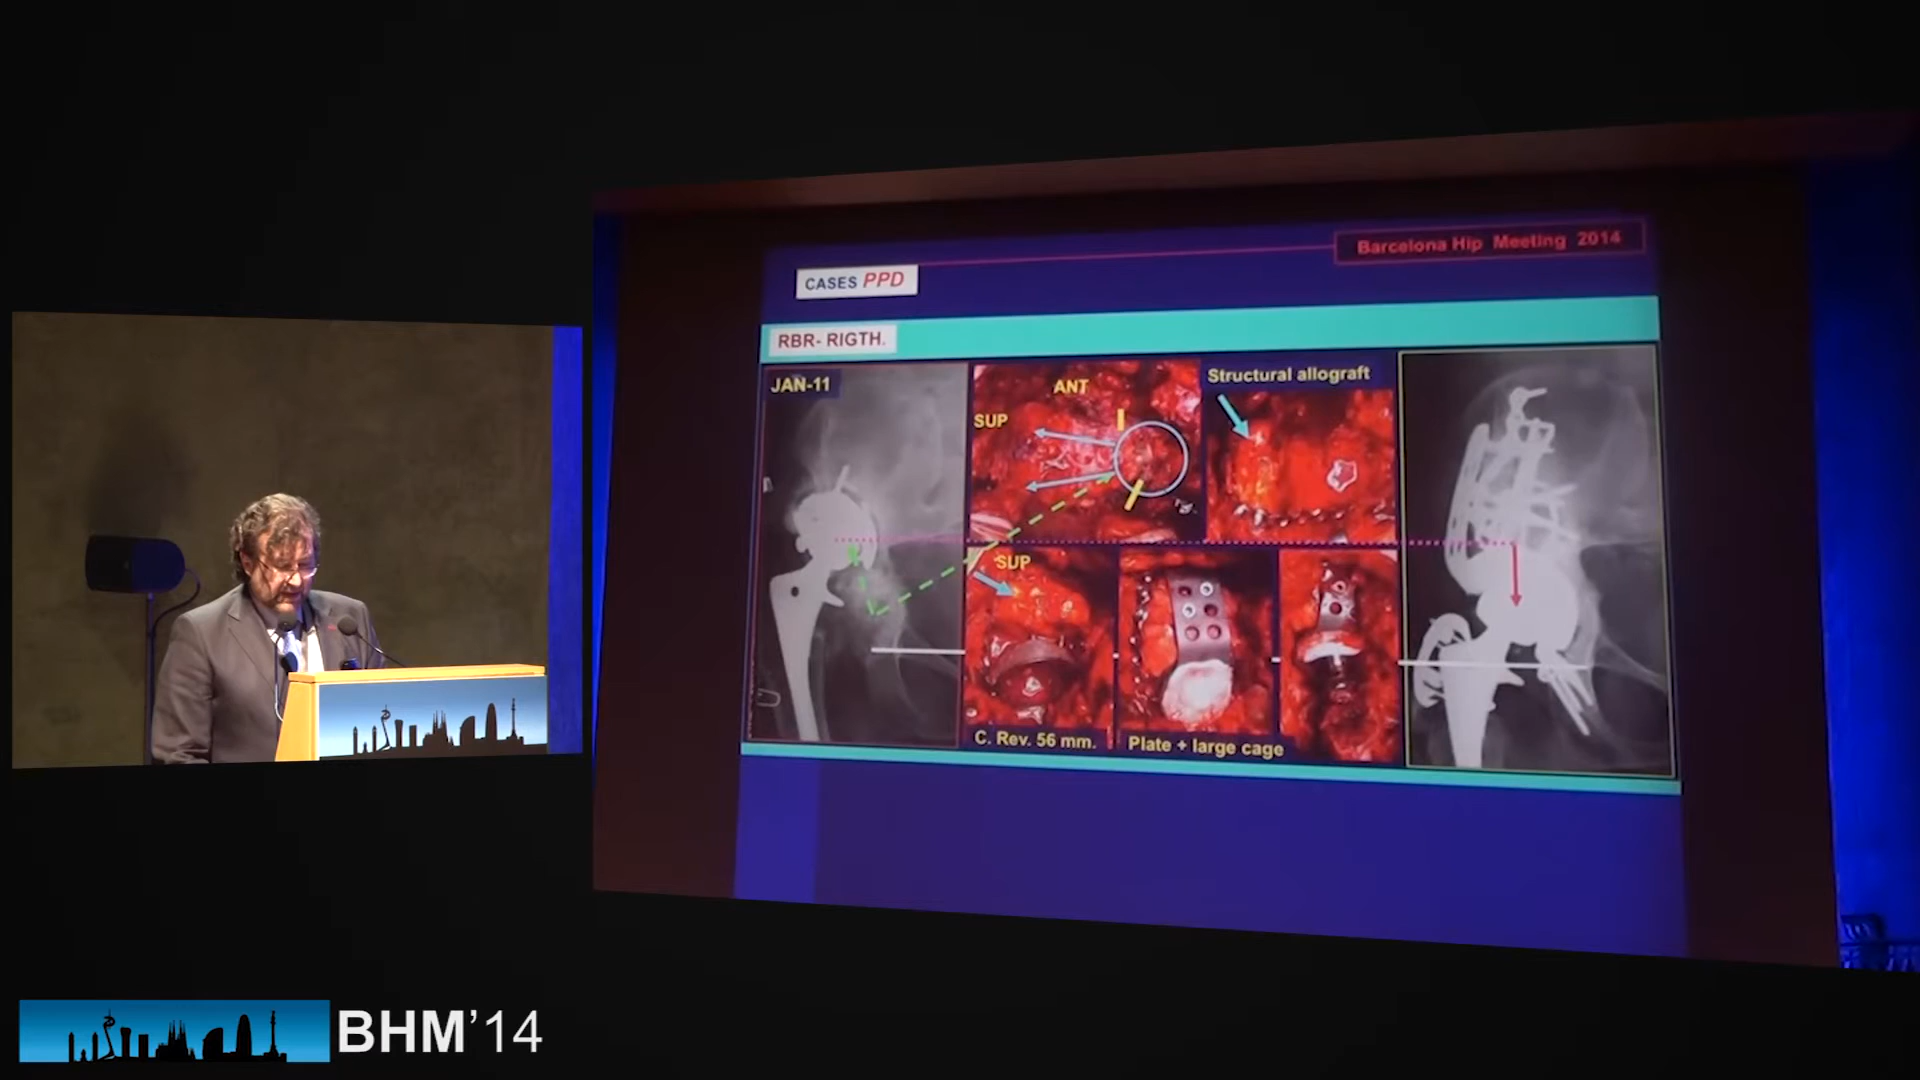 Barcelona Hip Meeting 2014
CASES PPD
RBR- RIGTH.
JAN-11
ANT
SUP
Structural allograft
SUP
C. Rev. 56 mm.
Plate + large cage
BHM'14